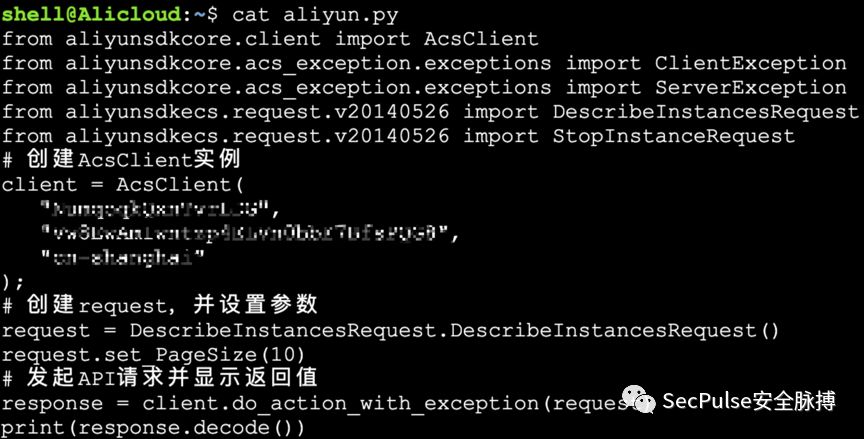 shell@Alicloud:~$ cat aliyun.py
from aliyunsdkcore.client import AcsClient
from aliyunsdkcore.acs_exception.exceptions import ClientException
from aliyunsdkcore.acs_exception.exceptions import ServerException
from aliyunsdkecs.request.v20140526 import DescribeInstancesRequest
from aliyunsdkecs.request.v20140526 import StopInstanceRequest
# 创建AcsClient实例
client = AcsClient(
"cn-shanghai"
);
# 创建request，并设置参数
request = DescribeInstancesRequest.DescribeInstancesRequest()
request.set_PageSize(10)
# 发起API请求并显示返回值
response = client.do_action_with_exception(reques
print(response.decode())
SecPulse安全脉搏